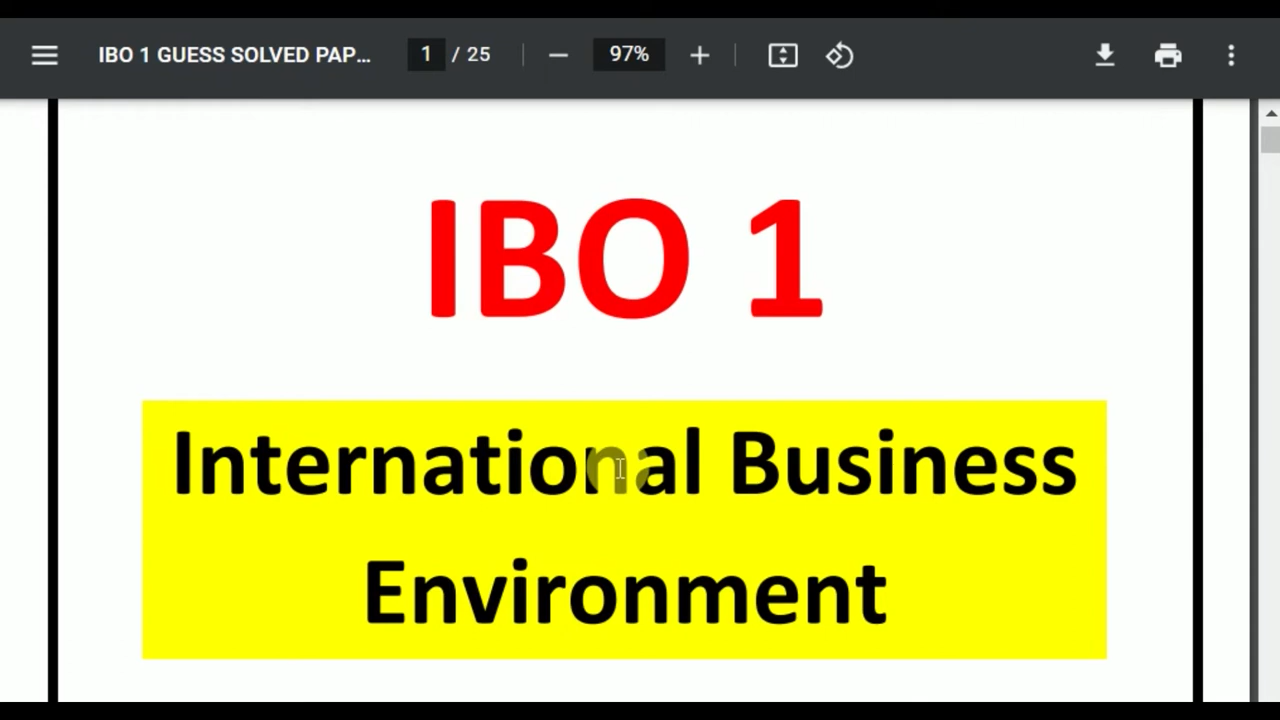 IBO 1 GUESS SOLVED PAP... 1 / 25 97%
IBO 1
International Business
Environment